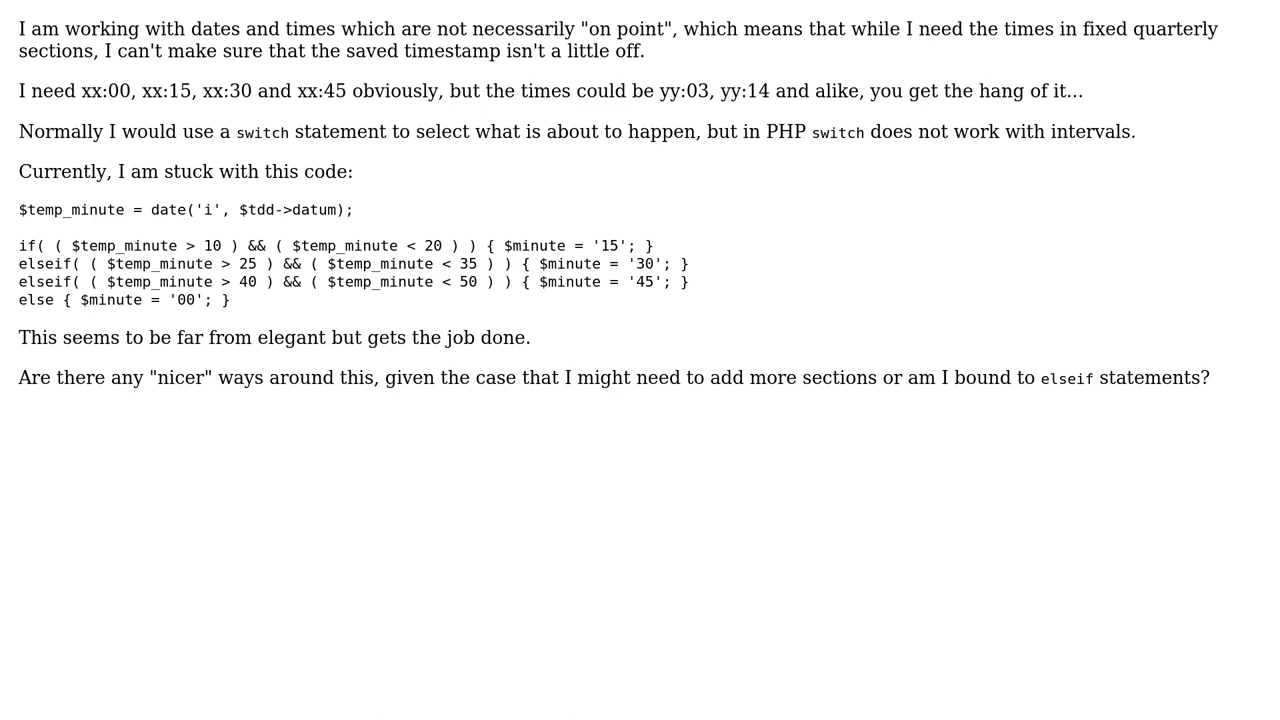 I am working with dates and times which are not necessarily "on point", which means that while I need the times in fixed quarterly
sections, I can't make sure that the saved timestamp isn't a little off.
I need xx:00, xx:15, xx:30 and xx:45 obviously, but the times could be yy:03, yy:14 and alike, you get the hang of it...
Normally I would use a switch statement to select what is about to happen, but in PHP switch does not work with intervals.
Currently, I am stuck with this code:
$temp_minute = date('i', $tdd->datum);
if( ( $temp_minute > 10 ) && ( $temp_minute < 20 ) ) { $minute = '15'; }
elseif( ( $temp_minute > 25 ) && ( $temp_minute < 35 ) ) { $minute = '30'; }
elseif( ( $temp_minute > 40 ) && ( $temp_minute < 50 ) ) { $minute = '45'; }
else { $minute = '00'; }
This seems to be far from elegant but gets the job done.
Are there any "nicer" ways around this, given the case that I might need to add more sections or am I bound to elseif statements?